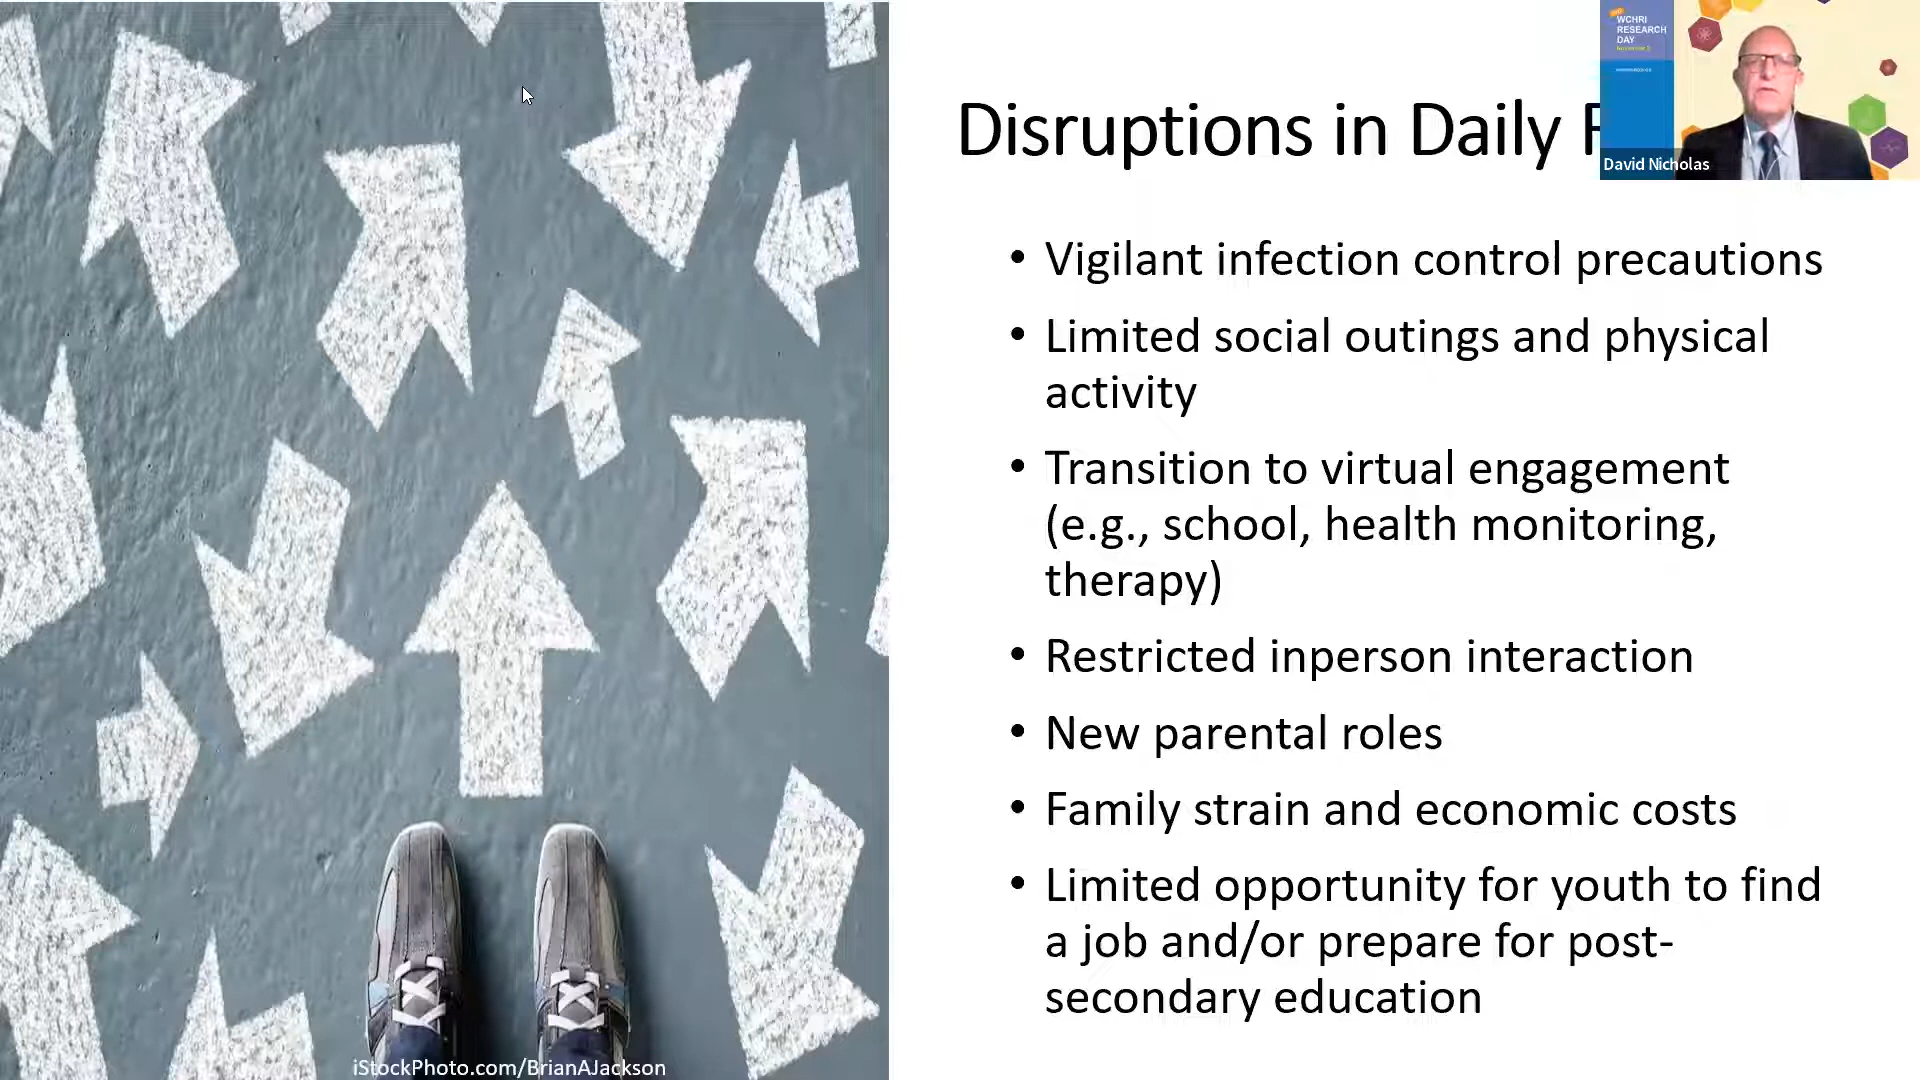 Disruptions in Daily
• Vigilant infection control precautions
• Limited social outings and physical
activity
• Transition to virtual engagement
(e.g., school, health monitoring,
therapy)
• Restricted inperson interaction
• New parental roles
• Family strain and economic costs
• Limited opportunity for youth to find
a job and/or prepare for post-
secondary education
iStockPhoto.com/BrianAJackson
WCHRI
RESEARCH
DAY
David Nicholas